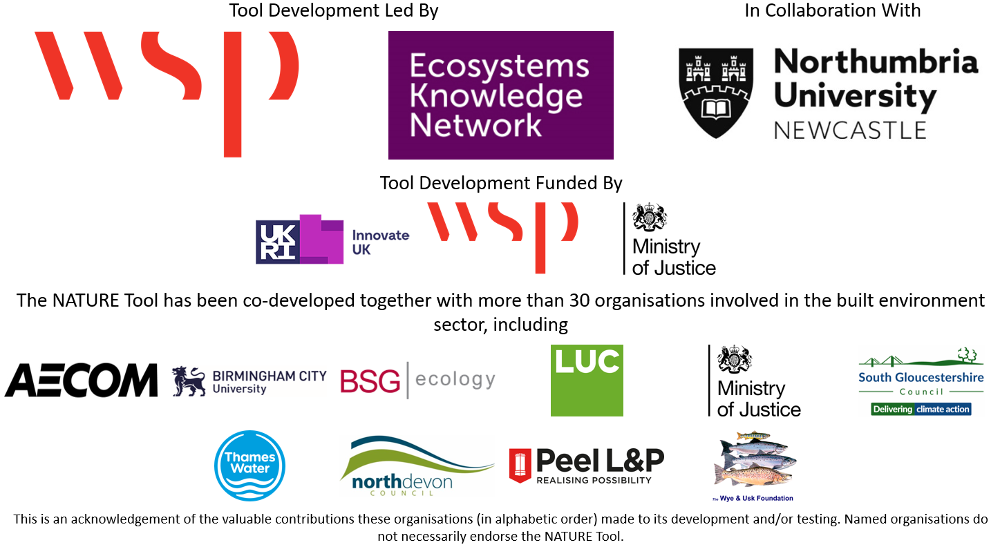 Tool Development Led By
In Collaboration With
wsp
Ecosystems
Knowledge
Network
Northumbria
University
NEWCASTLE
Tool Development Funded By
UK
RI
Innovate
UK
wsp
Ministry
of Justice
The NATURE Tool has been co-developed together with more than 30 organisations involved in the built environment
sector, including
AECOM
BIRMINGHAM CITY
University
BSG ecology
LUC
Ministry
of Justice
South Gloucestershire
Council
Delivering climate action
Thames
Water
northdevon
COUNCIL
Peel L&P
REALISING POSSIBILITY
The Wye & Usk Foundation
This is an acknowledgement of the valuable contributions these organisations (in alphabetic order) made to its development and/or testing. Named organisations do
not necessarily endorse the NATURE Tool.